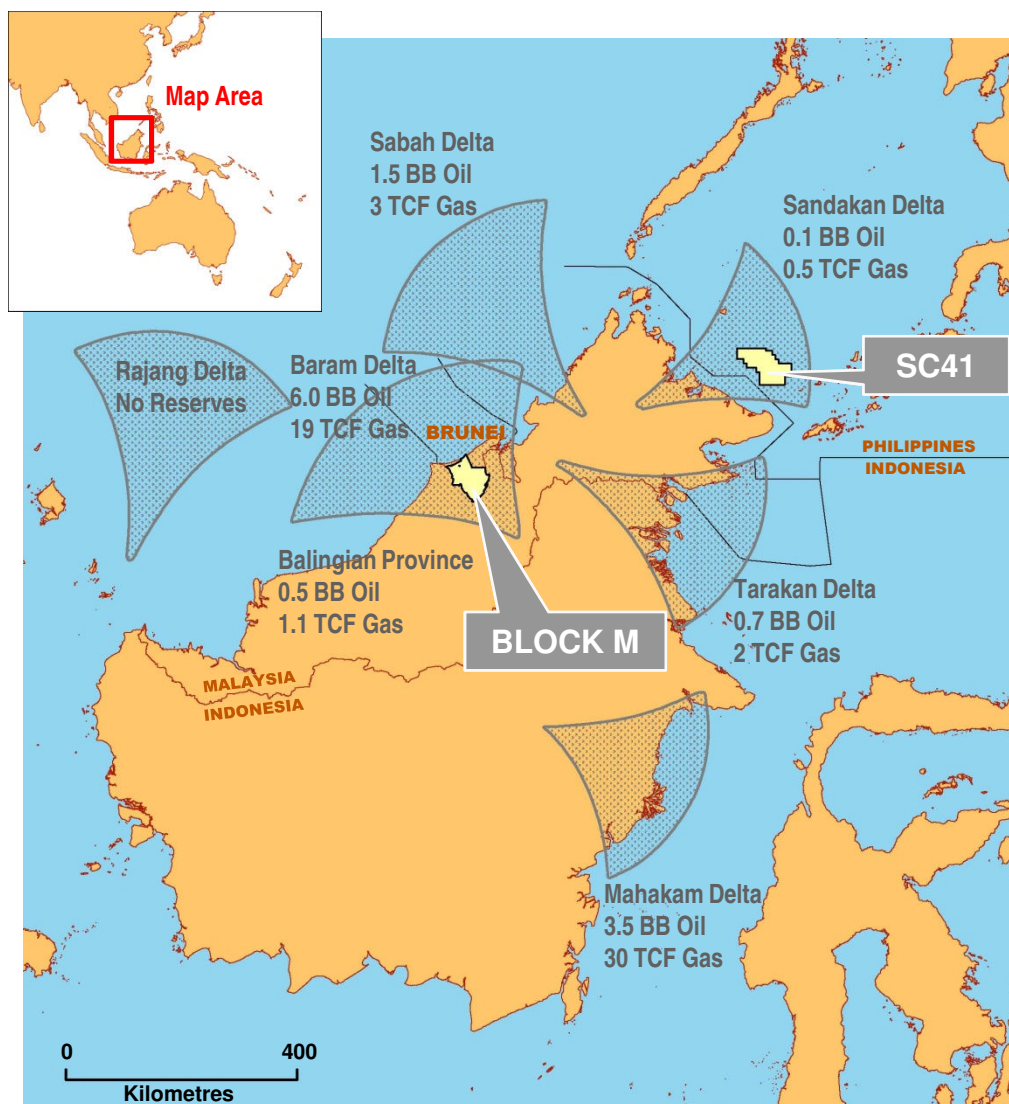 Map Area
Sabah Delta
1.5 BB Oil
3 TCF Gas
Sandakan Delta
0.1 BB Oil
0.5 TCF Gas
SC41
Rajang Delta
No Reserves
Baram Delta
6.0 BB Oil
19 TCF Gas
BRUNEI
PHILIPPINES
INDONESIA
Balingian Province
0.5 BB Oil
1.1 TCF Gas
BLOCK M
Tarakan Delta
0.7 BB Oil
2 TCF Gas
MALAYSIA
INDONESIA
Mahakam Delta
3.5 BB Oil
30 TCF Gas
0 400
Kilometres